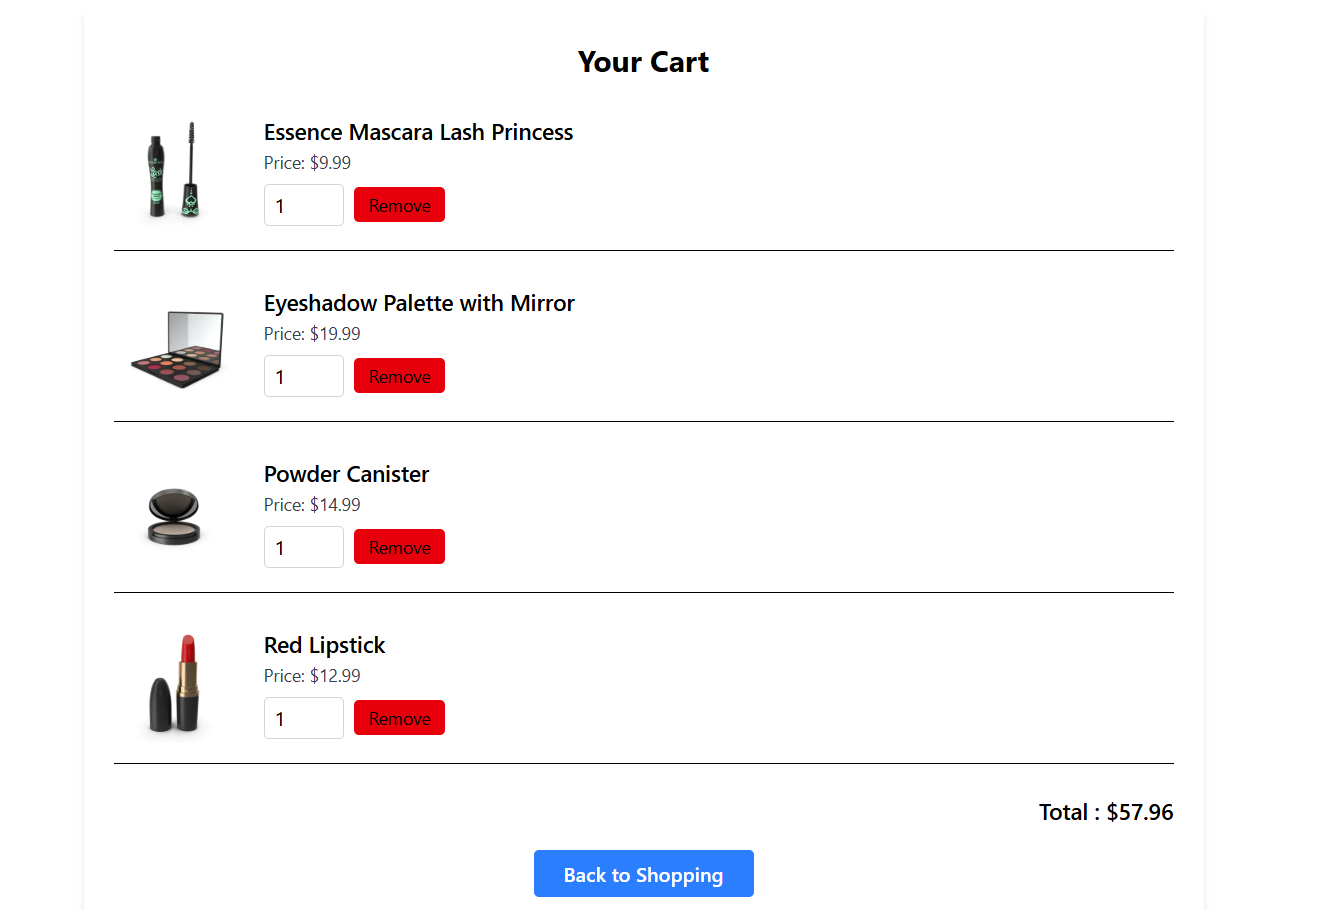 Your Cart
Essence Mascara Lash Princess
Price: $9.99
1
Remove
Eyeshadow Palette with Mirror
Price: $19.99
1
Remove
Powder Canister
Price: $14.99
1
Remove
Red Lipstick
Price: $12.99
1
Remove
Total : $57.96
Back to Shopping